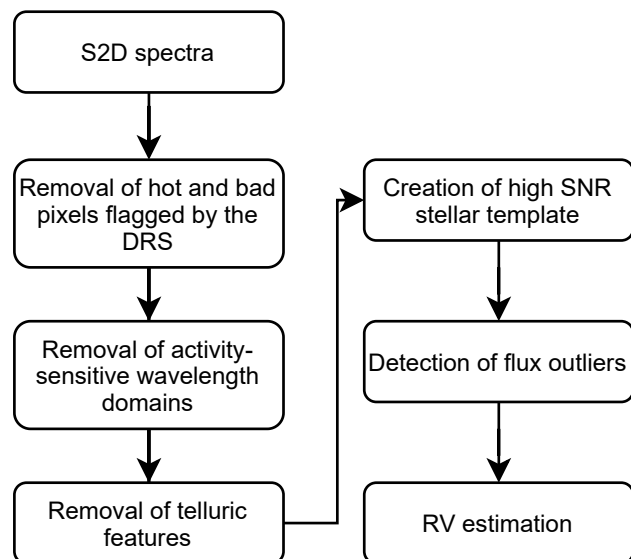 S2D spectra
Removal of hot and bad
pixels flagged by the
DRS
Removal of activity-
sensitive wavelength
domains
Removal of telluric
features
Creation of high SNR
stellar template
Detection of flux outliers
RV estimation